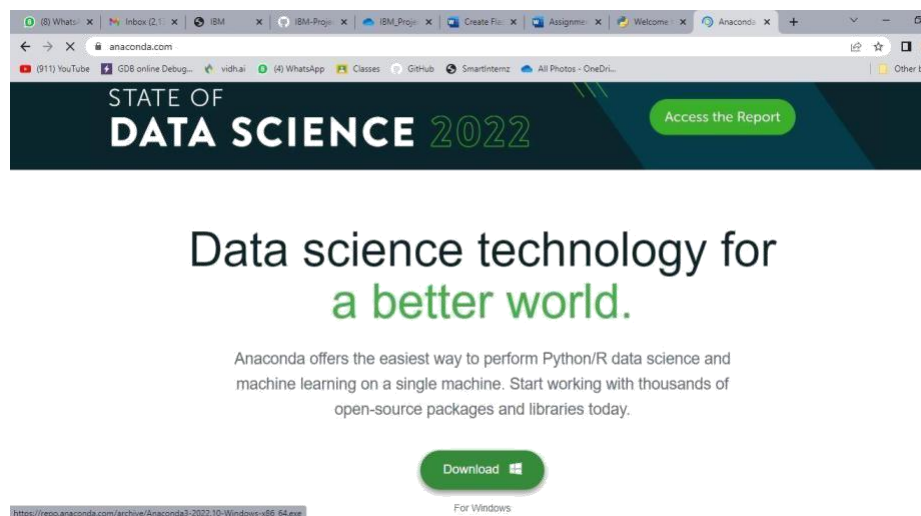 (8) Whats
Inbox (2,1
IBM
IBM-Proje
IBM_Proje
Create Fla
Assignme
Welcome
Anaconda
anaconda.com
(911) YouTube
GDB online Debug...
vidh.ai
(4) WhatsApp
Classes
GitHub
Smartinternz
All Photos - OneDri...
Other b
STATE OF
DATA SCIENCE 2022
Access the Report
Data science technology for
a better world.
Anaconda offers the easiest way to perform Python/R data science and
machine learning on a single machine. Start working with thousands of
open-source packages and libraries today.
Download
For Windows
https://repo.anaconda.com/archive/Anaconda3-2022.10-Windows-x86_64.exe